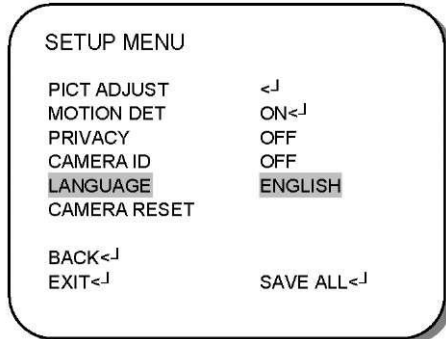 SETUP MENU
PICT ADJUST <┘
MOTION DET ON<┘
PRIVACY OFF
CAMERA ID OFF
LANGUAGE ENGLISH
CAMERA RESET
BACK<┘
EXIT<┘ SAVE ALL<┘